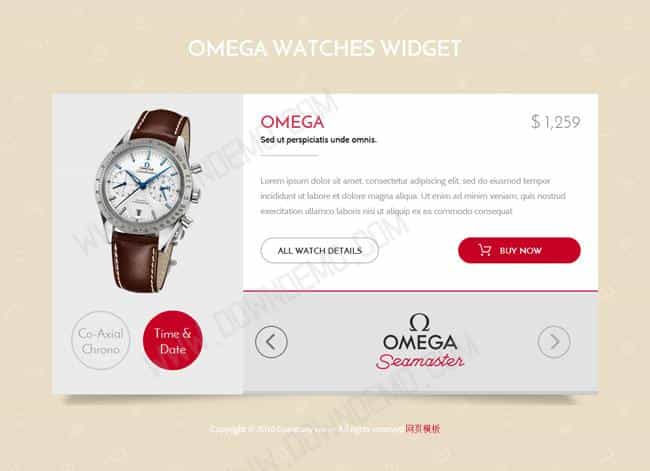 OMEGA WATCHES WIDGET
OMEGA
$ 1,259
Sed ut perspiciatis unde omnis.
Lorem ipsum dolor sit amet, consectetur adipiscing elit, sed do eiusmod tempor
incididunt ut labore et dolore magna aliqua. Ut enim ad minim veniam, quis nostrud
exercitation ullamco laboris nisi ut aliquip ex ea commodo consequat
ALL WATCH DETAILS
BUY NOW
Co-Axial
Chrono
Time &
Date
Ω
OMEGA
Seamaster
Copyright © All rights reserved 网页模板
WWW.DOWNDEMO.COM
WWW.DOWNDEMO.COM